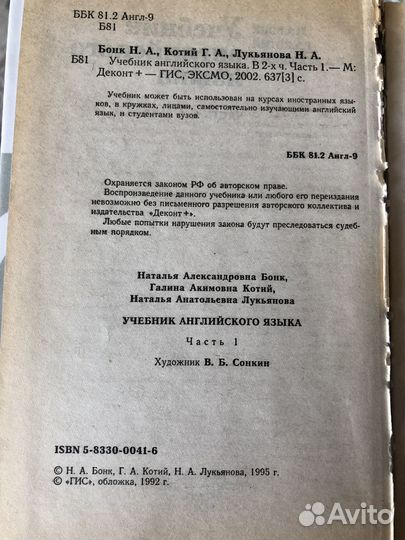 ББК 81.2 Англ-9
Б81
Бонк Н. А., Котий Г. А., Лукьянова Н. А.
Б81 Учебник английского языка. В 2-х ч. Часть 1.— М:
Деконт + — ГИС, ЭКСМО, 2002. 637[3] с.
Учебник может быть использован на курсах иностранных язы-
ков, в кружках, лицами, самостоятельно изучающими английский
язык, и студентами вузов.
ББК 81.2 Англ-9
Охраняется законом РФ об авторском праве.
Воспроизведение данного учебника или любого его переиздания
невозможно без письменного разрешения авторского коллектива и
издательства «Деконт+».
Любые попытки нарушения закона будут преследоваться судеб-
ным порядком.
Наталья Александровна Бонк,
Галина Акимовна Котий,
Наталья Анатольевна Лукьянова
УЧЕБНИК АНГЛИЙСКОГО ЯЗЫКА
Часть 1
Художник В. Б. Сонкин
ISBN 5-8330-0041-6
© Н. А. Бонк, Г. А. Котий, Н. А. Лукьянова, 1995 г.
© «ГИС», обложка, 1992 г.
Avito